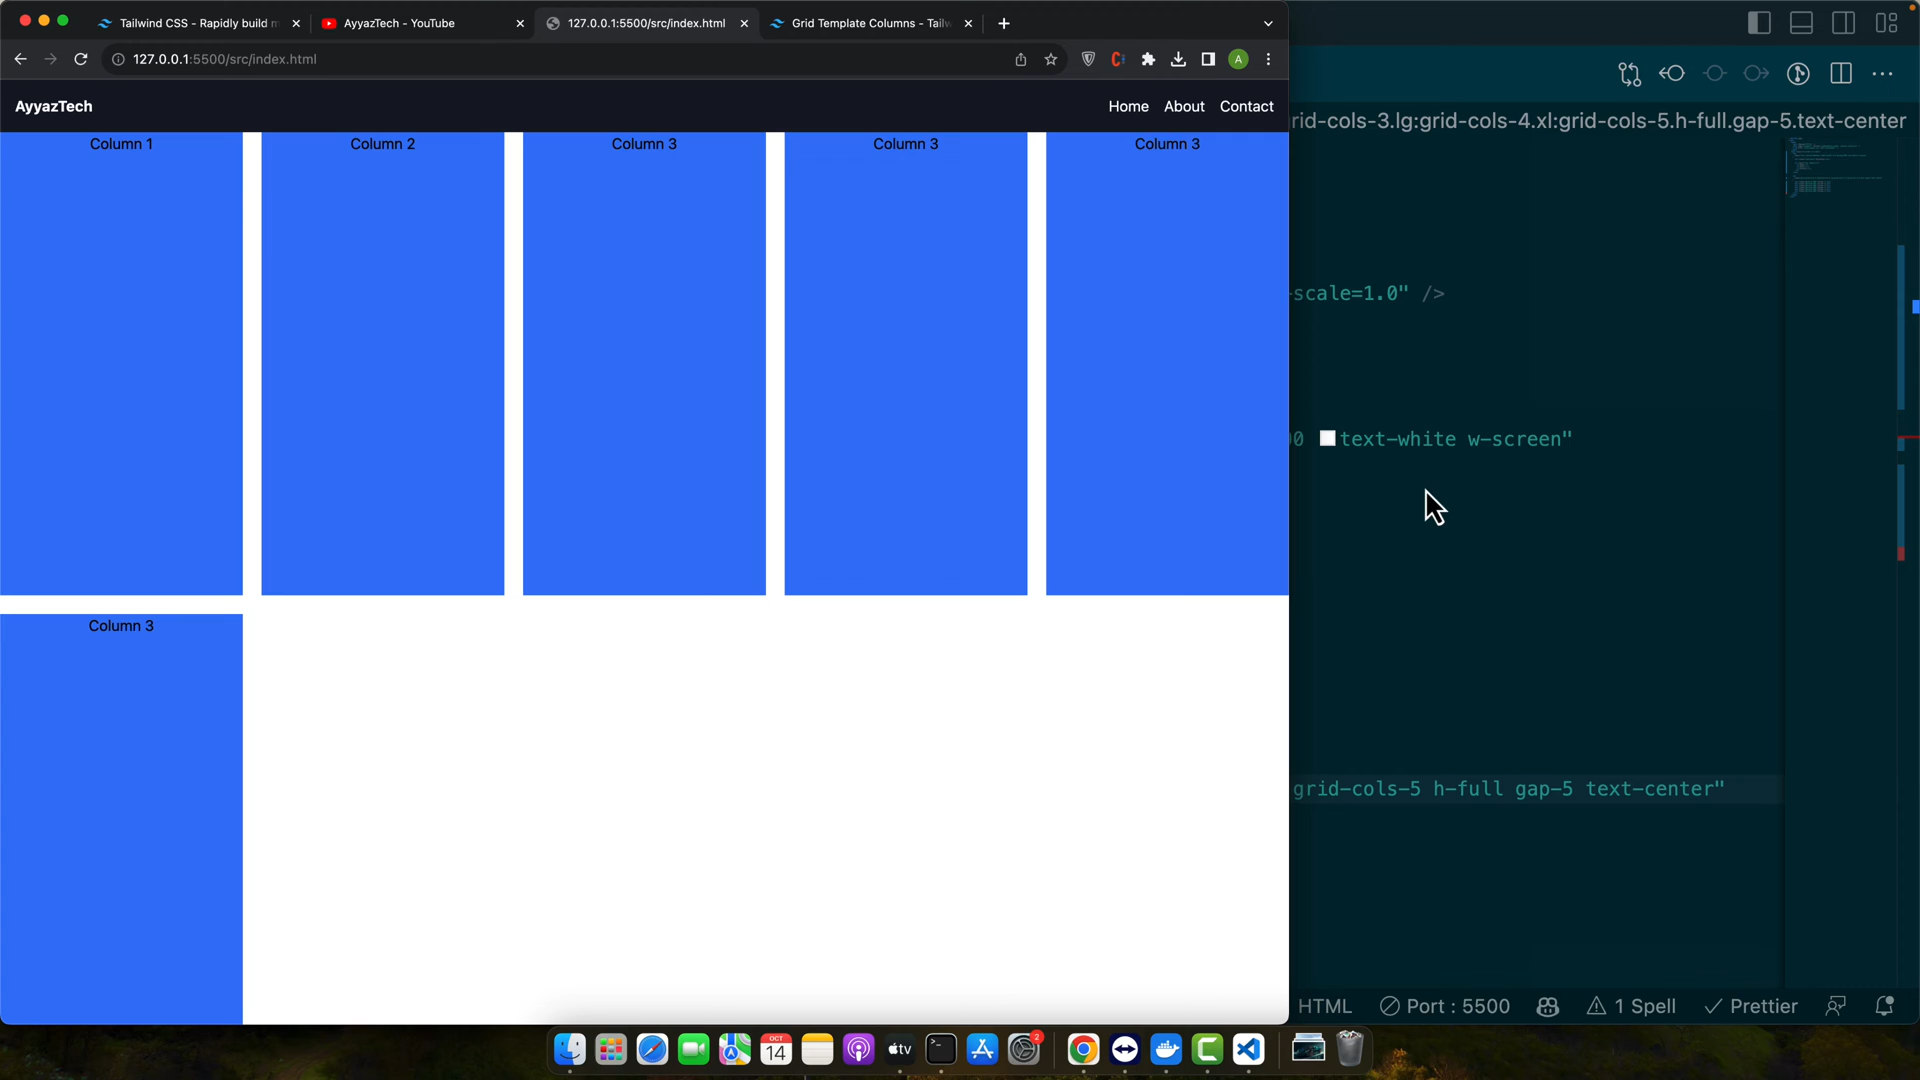 Tailwind CSS - Rapidly build m
AyyazTech - YouTube
127.0.0.1:5500/src/index.html
Grid Template Columns - Tailw
127.0.0.1:5500/src/index.html
A
AyyazTech
Home About Contact
rid-cols-3.lg:grid-cols-4.xl:grid-cols-5.h-full.gap-5.text-center
Column 1
Column 2
Column 3
Column 3
Column 3
-scale=1.0" />
text-white w-screen"
Column 3
grid-cols-5 h-full gap-5 text-center"
HTML
Port : 5500
1 Spell
Prettier
OCT
14
tv
2